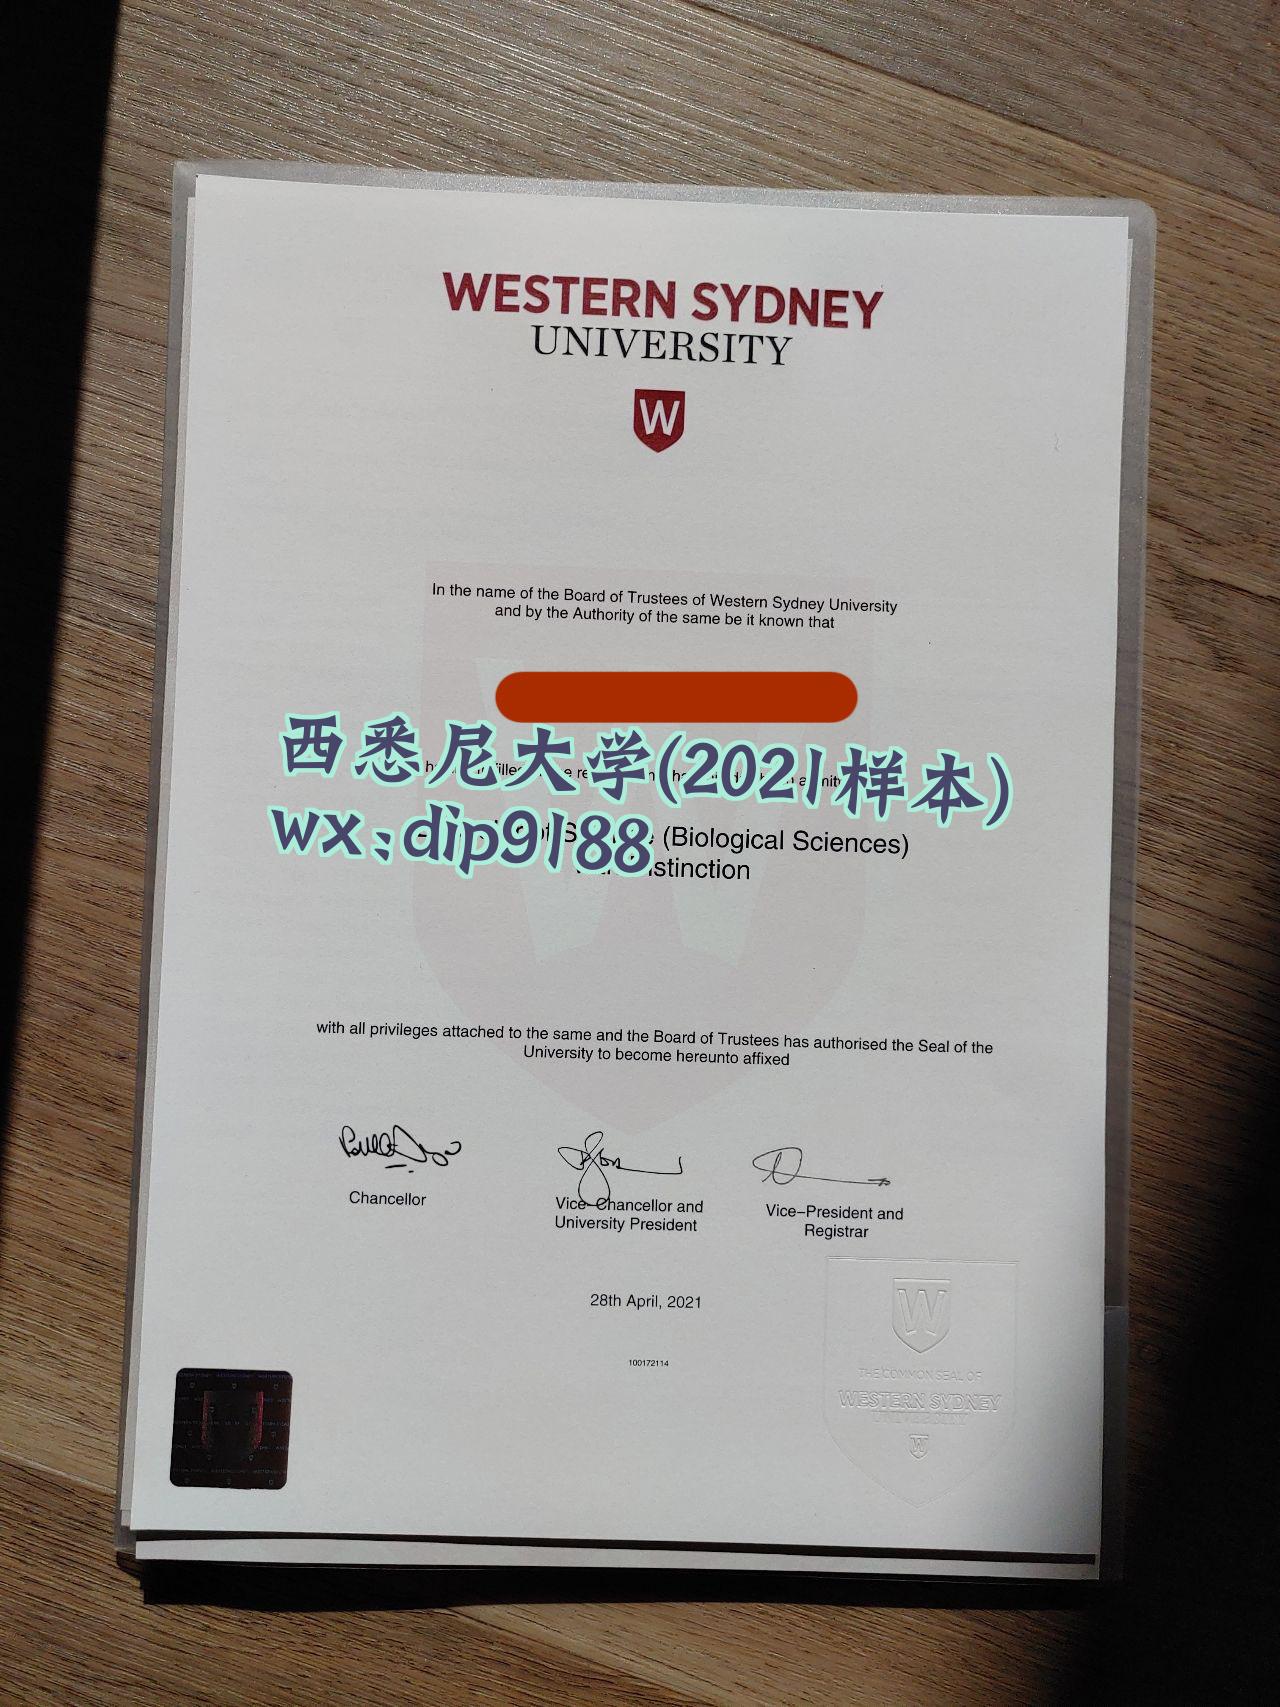 WESTERN SYDNEY
UNIVERSITY
W
In the name of the Board of Trustees of Western Sydney University
and by the Authority of the same be it known that
西悉尼大学(2021样本)
wx:dip9188
(Biological Sciences)
with all privileges attached to the same and the Board of Trustees has authorised the Seal of the
University to become hereunto affixed
Chancellor
Vice-Chancellor and
University President
Vice-President and
Registrar
28th April, 2021
100172114
W
THE COMMON SEAL OF
WESTERN SYDNEY
UNIVERSITY
W